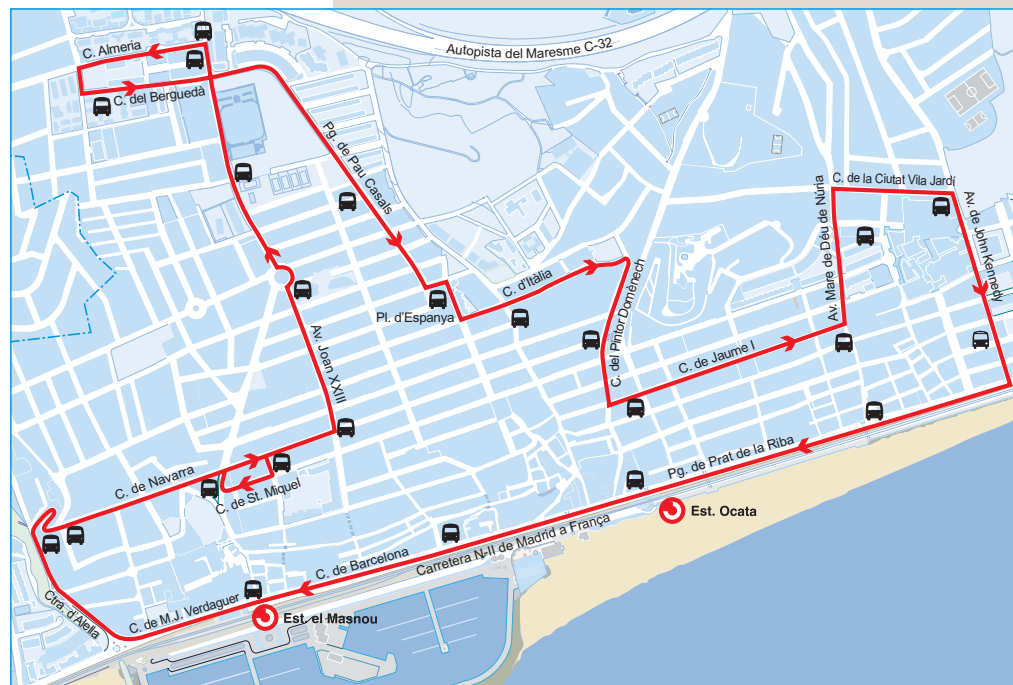 C. Almeria
Autopista del Maresme C-32
C. del Berguedà
Pg. de Pau Casals
C. de la Ciutat Vila Jardí
Av. de John Kennedy
Av. Mare de Déu de Núria
C. d'Itàlia
Pl. d'Espanya
C. del Pintor Domènech
Av. Joan XXIII
C. de Jaume I
C. de Navarra
C. de St. Miquel
Pg. de Prat de la Riba
Est. Ocata
Carretera N-II de Madrid a França
C. de Barcelona
C. de M.J. Verdaguer
Ctra. d'Alella
Est. el Masnou